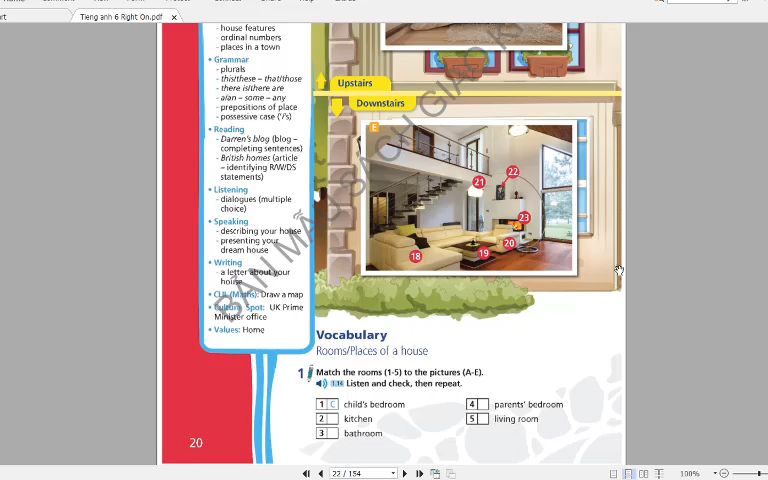 Tieng anh 6 Right On.pdf
- house features
- ordinal numbers
- places in a town
• Grammar
- plurals
- this/these – that/those
- there is/there are
- a/an – some – any
- prepositions of place
- possessive case ('/'s)
• Reading
- Darren's blog (blog –
completing sentences)
- British homes (article
– identifying R/W/DS
statements)
• Listening
- dialogues (multiple
choice)
• Speaking
- describing your house
- presenting your
dream house
• Writing
- a letter about your
house
• CLIL (Maths): Draw a map
• Culture Spot: UK Prime
Minister office
• Values: Home
20
Upstairs
Downstairs
E
21
22
23
18
19
20
BẢN MẪU SÁCH GIÁO K
Vocabulary
Rooms/Places of a house
1 Match the rooms (1-5) to the pictures (A-E).
1.14 Listen and check, then repeat.
1 C child's bedroom
2 kitchen
3 bathroom
4 parents' bedroom
5 living room
22 / 154
100%